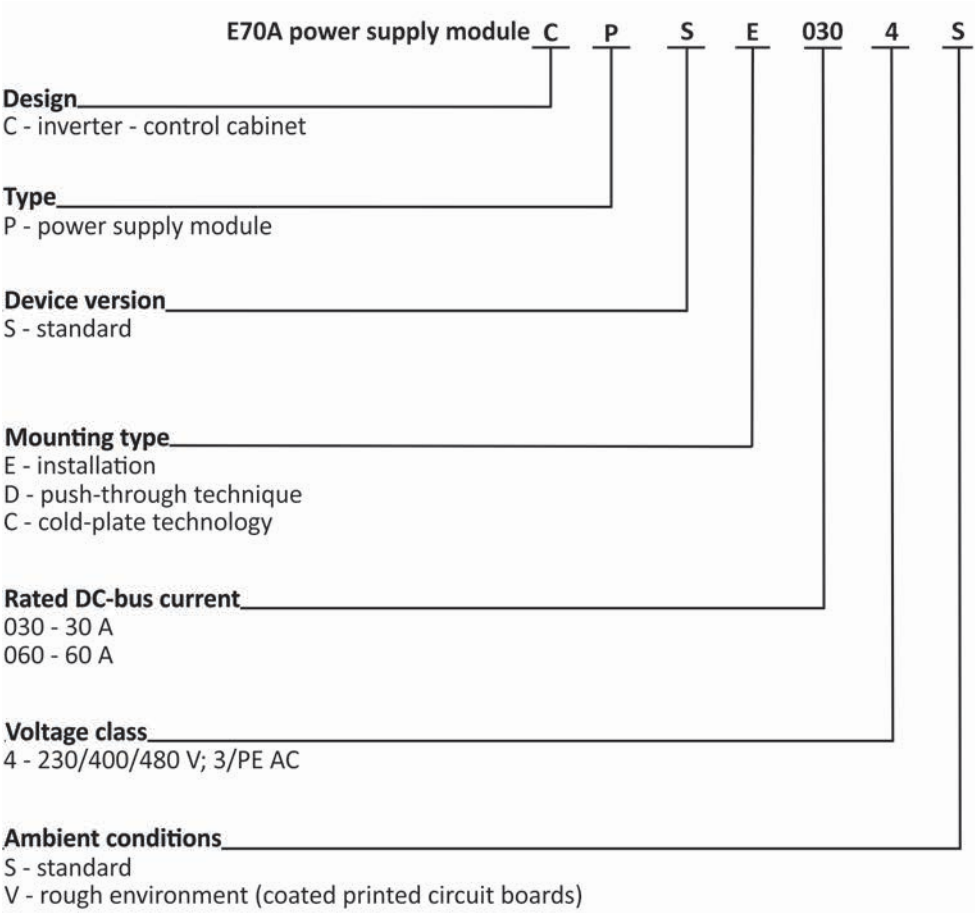 E70A power supply module C P S E 030 4 S
Design
C - inverter - control cabinet
Type
P - power supply module
Device version
S - standard
Mounting type
E - installation
D - push-through technique
C - cold-plate technology
Rated DC-bus current
030 - 30 A
060 - 60 A
Voltage class
4 - 230/400/480 V; 3/PE AC
Ambient conditions
S - standard
V - rough environment (coated printed circuit boards)